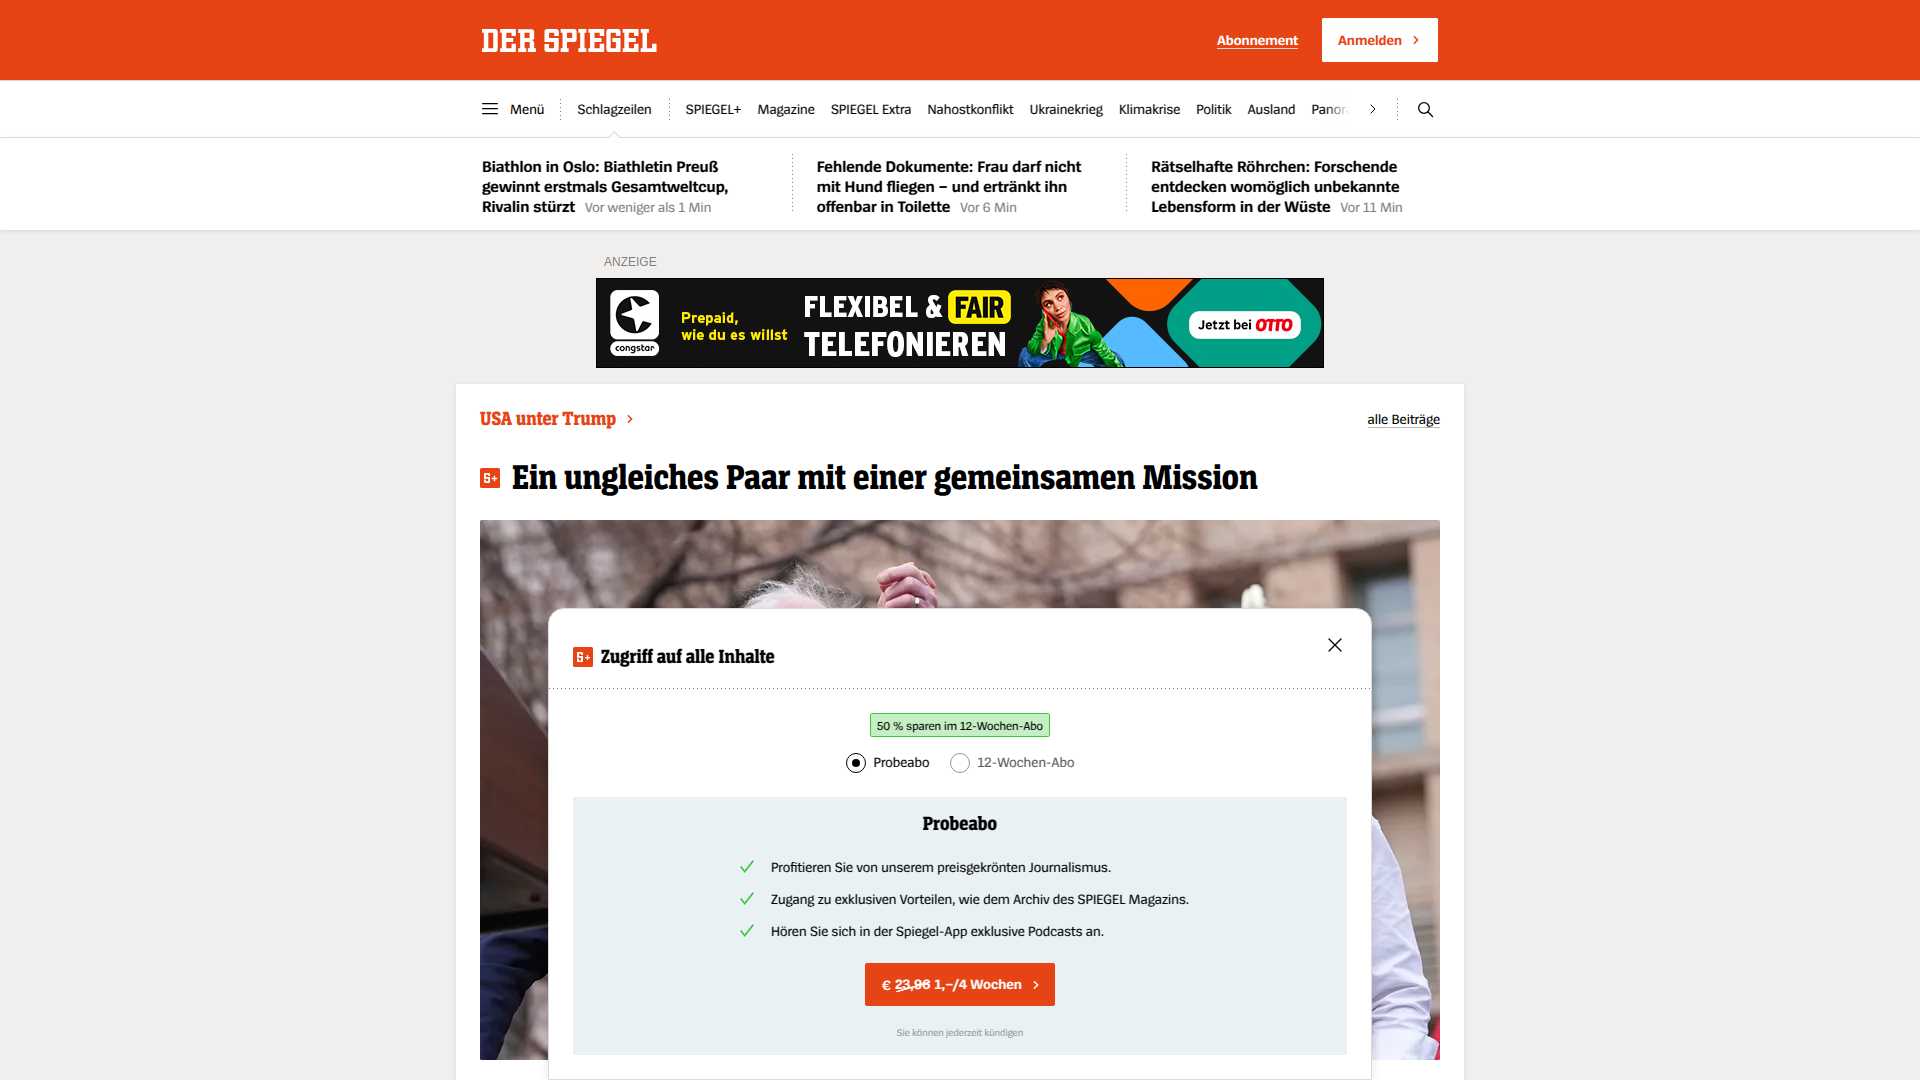 DER SPIEGEL
Abonnement
Anmelden
Menü
Schlagzeilen
SPIEGEL+
Magazine
SPIEGEL Extra
Nahostkonflikt
Ukrainekrieg
Klimakrise
Politik
Ausland
Biathlon in Oslo: Biathletin Preuß
gewinnt erstmals Gesamtweltcup,
Rivalin stürzt Vor weniger als 1 Min
Fehlende Dokumente: Frau darf nicht
mit Hund fliegen – und ertränkt ihn
offenbar in Toilette Vor 6 Min
Rätselhafte Röhrchen: Forschende
entdecken womöglich unbekannte
Lebensform in der Wüste Vor 11 Min
ANZEIGE
congstar
Prepaid,
wie du es willst
FLEXIBEL & FAIR
TELEFONIEREN
Jetzt bei OTTO
USA unter Trump
alle Beiträge
Ein ungleiches Paar mit einer gemeinsamen Mission
Zugriff auf alle Inhalte
50 % sparen im 12-Wochen-Abo
Probeabo
12-Wochen-Abo
Probeabo
Profitieren Sie von unserem preisgekrönten Journalismus.
Zugang zu exklusiven Vorteilen, wie dem Archiv des SPIEGEL Magazins.
Hören Sie sich in der Spiegel-App exklusive Podcasts an.
€ 23,96 1,–/4 Wochen
Sie können jederzeit kündigen